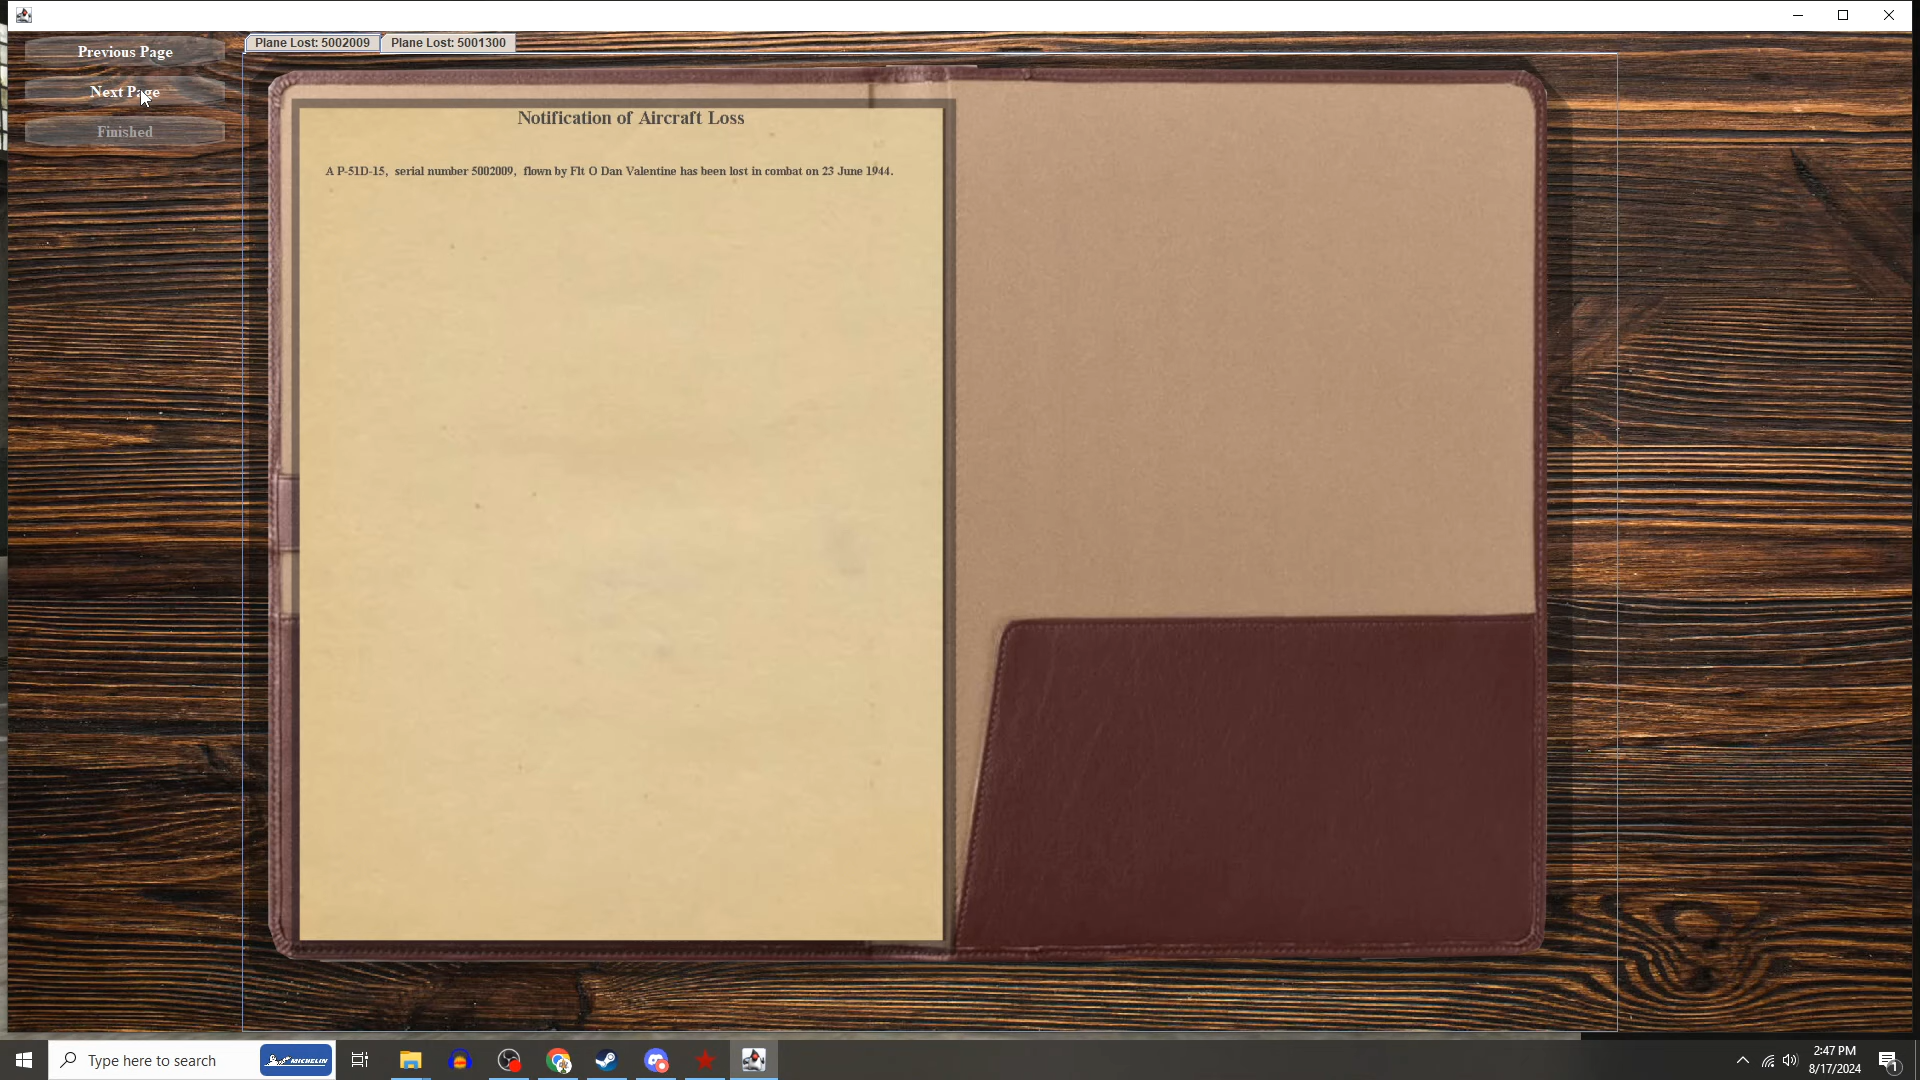 Previous Page
Next Page
Finished
Plane Lost: 5002009
Plane Lost: 5001300
Notification of Aircraft Loss
A P-51D-15, serial number 5002009, flown by Flt O Dan Valentine has been lost in combat on 23 June 1944.
Type here to search
MICHELIN
2:47 PM
8/17/2024
1